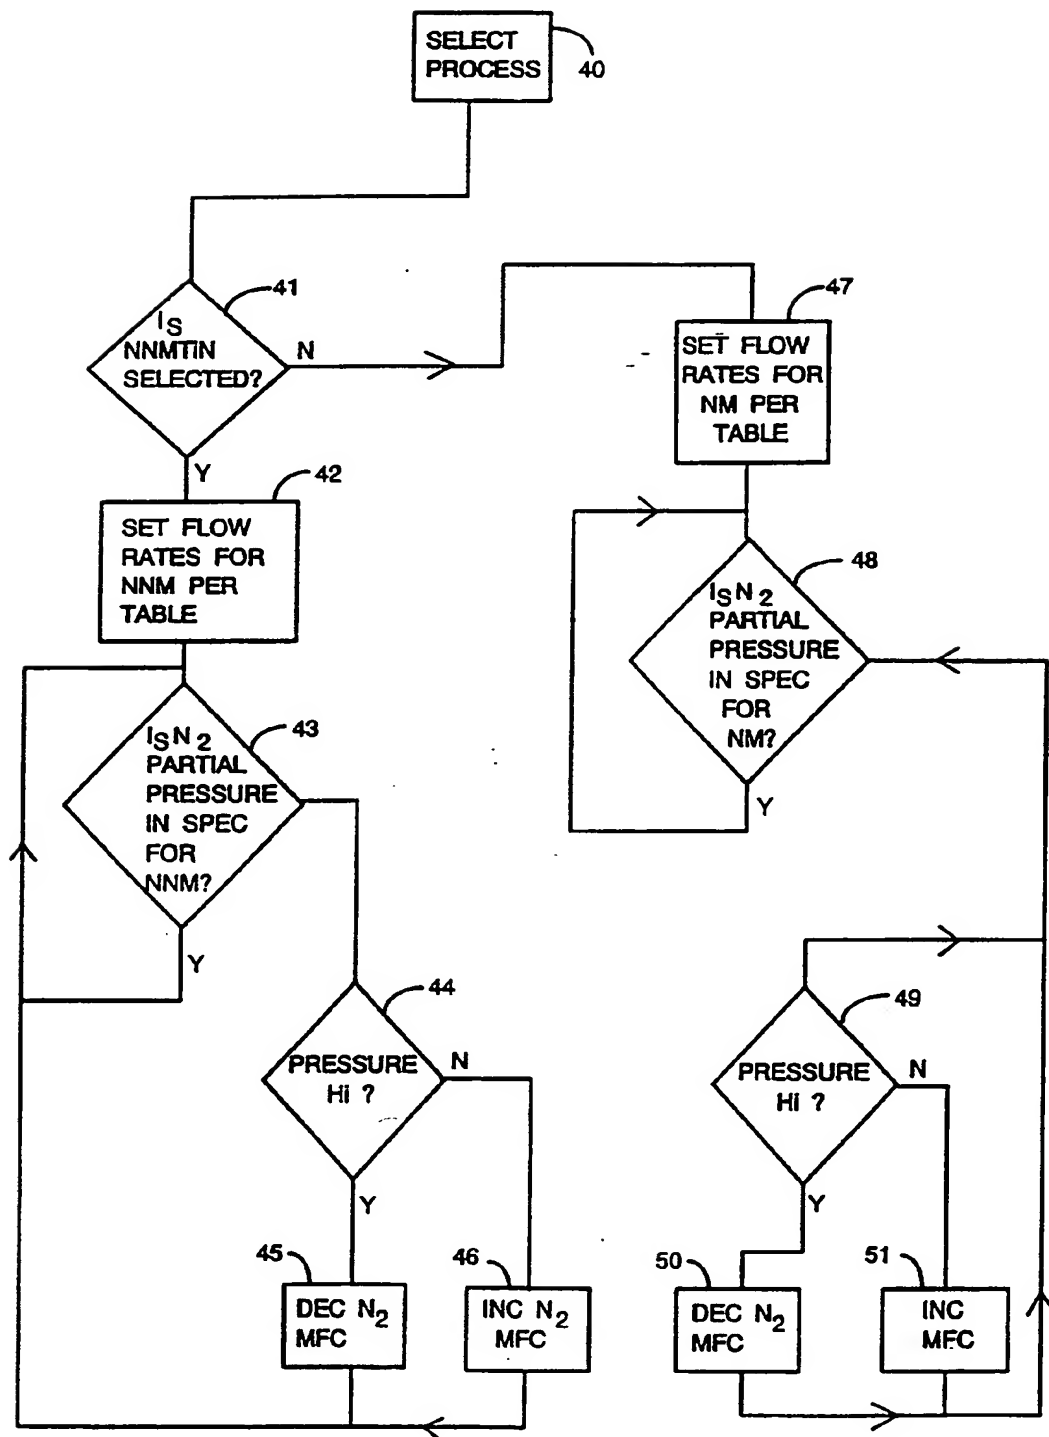 SELECT
PROCESS
40
41
IS
NNMTiN
SELECTED?
N
Y
42
SET FLOW
RATES FOR
NNM PER
TABLE
43
IS N2
PARTIAL
PRESSURE
IN SPEC
FOR
NNM?
Y
44
PRESSURE
Hi ?
N
Y
45
DEC N2
MFC
46
INC N2
MFC
47
SET FLOW
RATES FOR
NM PER
TABLE
48
IS N2
PARTIAL
PRESSURE
IN SPEC
FOR
NM?
Y
49
PRESSURE
Hi ?
N
Y
50
DEC N2
MFC
51
INC
MFC